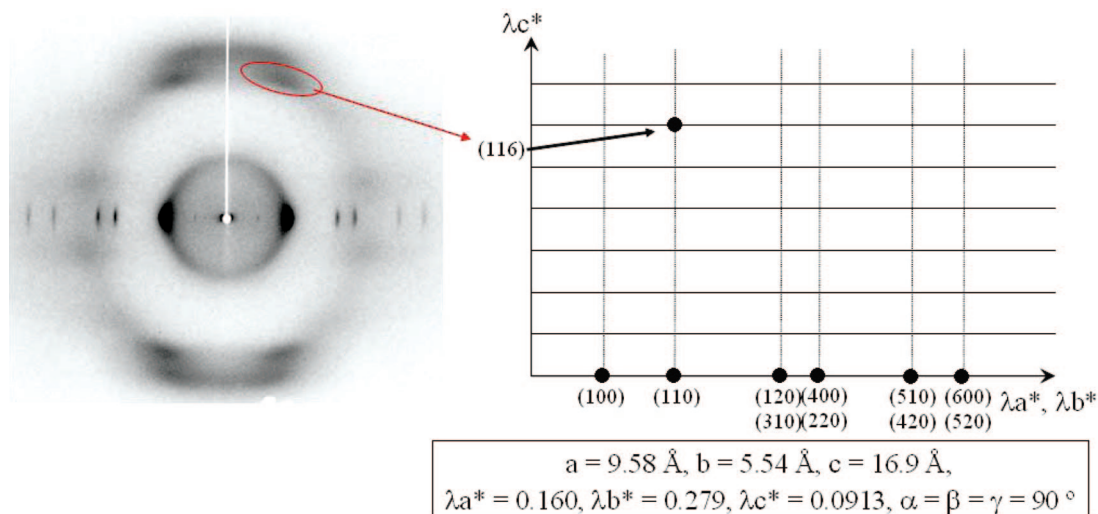 λc*
(116)
(100) (110) (120) (400) (510) (600) λa*, λb*
(310) (220) (420) (520)
a = 9.58 Å, b = 5.54 Å, c = 16.9 Å,
λa* = 0.160, λb* = 0.279, λc* = 0.0913, α = β = γ = 90 °